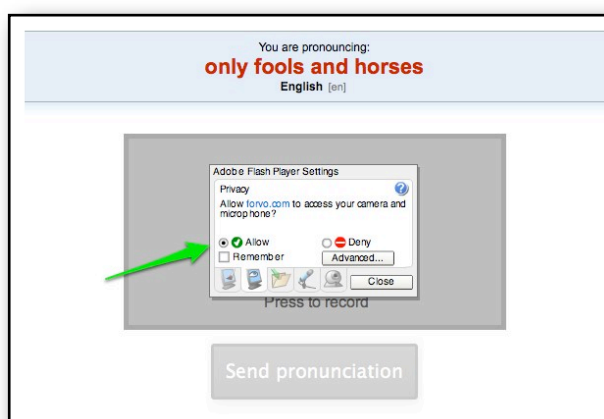 You are pronouncing:
only fools and horses
English [en]
Adobe Flash Player Settings
Privacy
?
Allow forvo.com to access your camera and
microphone?
Allow
Deny
Remember
Advanced...
Close
Press to record
Send pronunciation